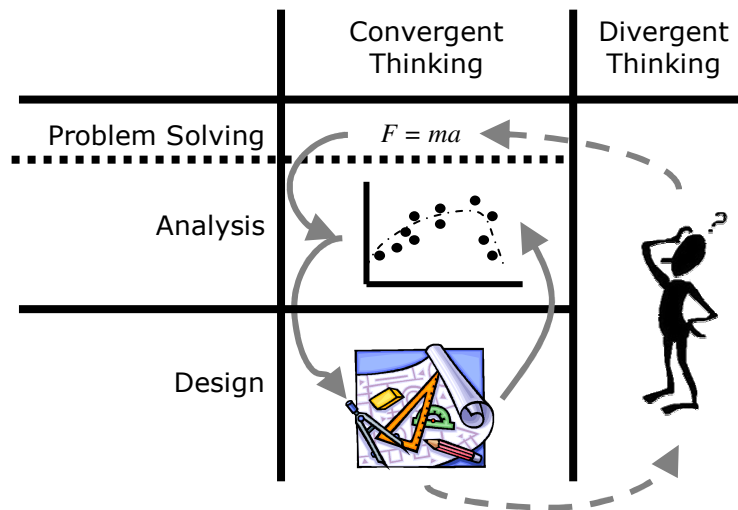 Convergent
Thinking
Divergent
Thinking
Problem Solving
F = ma
Analysis
?
Design